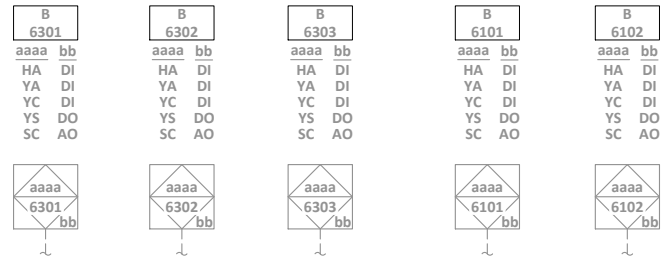 B B B B B
6301 6302 6303 6101 6102
aaaa bb aaaa bb aaaa bb aaaa bb aaaa bb
HA DI HA DI HA DI HA DI HA DI
YA DI YA DI YA DI YA DI YA DI
YC DI YC DI YC DI YC DI YC DI
YS DO YS DO YS DO YS DO YS DO
SC AO SC AO SC AO SC AO SC AO
aaaa aaaa aaaa aaaa aaaa
6301 6302 6303 6101 6102
bb bb bb bb bb
~ ~ ~ ~ ~